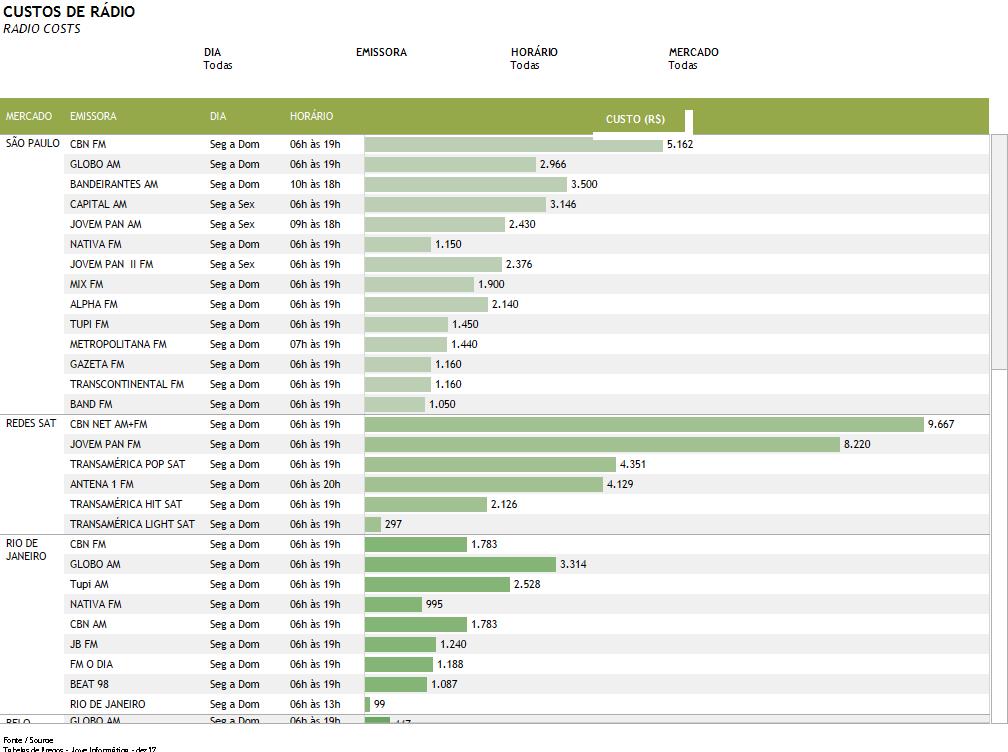 CUSTOS DE RÁDIO
RADIO COSTS
DIA EMISSORA HORÁRIO MERCADO
Todas Todas Todas
MERCADO EMISSORA DIA HORÁRIO CUSTO (R$)
SÃO PAULO CBN FM Seg a Dom 06h às 19h 5.162
GLOBO AM Seg a Dom 06h às 19h 2.966
BANDEIRANTES AM Seg a Dom 10h às 18h 3.500
CAPITAL AM Seg a Sex 06h às 19h 3.146
JOVEM PAN AM Seg a Sex 09h às 18h 2.430
NATIVA FM Seg a Dom 06h às 19h 1.150
JOVEM PAN II FM Seg a Sex 06h às 19h 2.376
MIX FM Seg a Dom 06h às 19h 1.900
ALPHA FM Seg a Dom 06h às 19h 2.140
TUPI FM Seg a Dom 06h às 19h 1.450
METROPOLITANA FM Seg a Dom 07h às 19h 1.440
GAZETA FM Seg a Dom 06h às 19h 1.160
TRANSCONTINENTAL FM Seg a Dom 06h às 19h 1.160
BAND FM Seg a Dom 06h às 19h 1.050
REDES SAT CBN NET AM+FM Seg a Dom 06h às 19h 9.667
JOVEM PAN FM Seg a Dom 06h às 19h 8.220
TRANSAMÉRICA POP SAT Seg a Dom 06h às 19h 4.351
ANTENA 1 FM Seg a Dom 06h às 20h 4.129
TRANSAMÉRICA HIT SAT Seg a Dom 06h às 19h 2.126
TRANSAMÉRICA LIGHT SAT Seg a Dom 06h às 19h 297
RIO DE CBN FM Seg a Dom 06h às 19h 1.783
JANEIRO
GLOBO AM Seg a Dom 06h às 19h 3.314
Tupi AM Seg a Dom 06h às 19h 2.528
NATIVA FM Seg a Dom 06h às 19h 995
CBN AM Seg a Dom 06h às 19h 1.783
JB FM Seg a Dom 06h às 19h 1.240
FM O DIA Seg a Dom 06h às 19h 1.188
BEAT 98 Seg a Dom 06h às 19h 1.087
RIO DE JANEIRO Seg a Dom 06h às 13h 99
BELO GLOBO AM Seg a Dom 06h às 19h
Fonte / Source
Tabelas de Preços - Jove Informática - dez 17